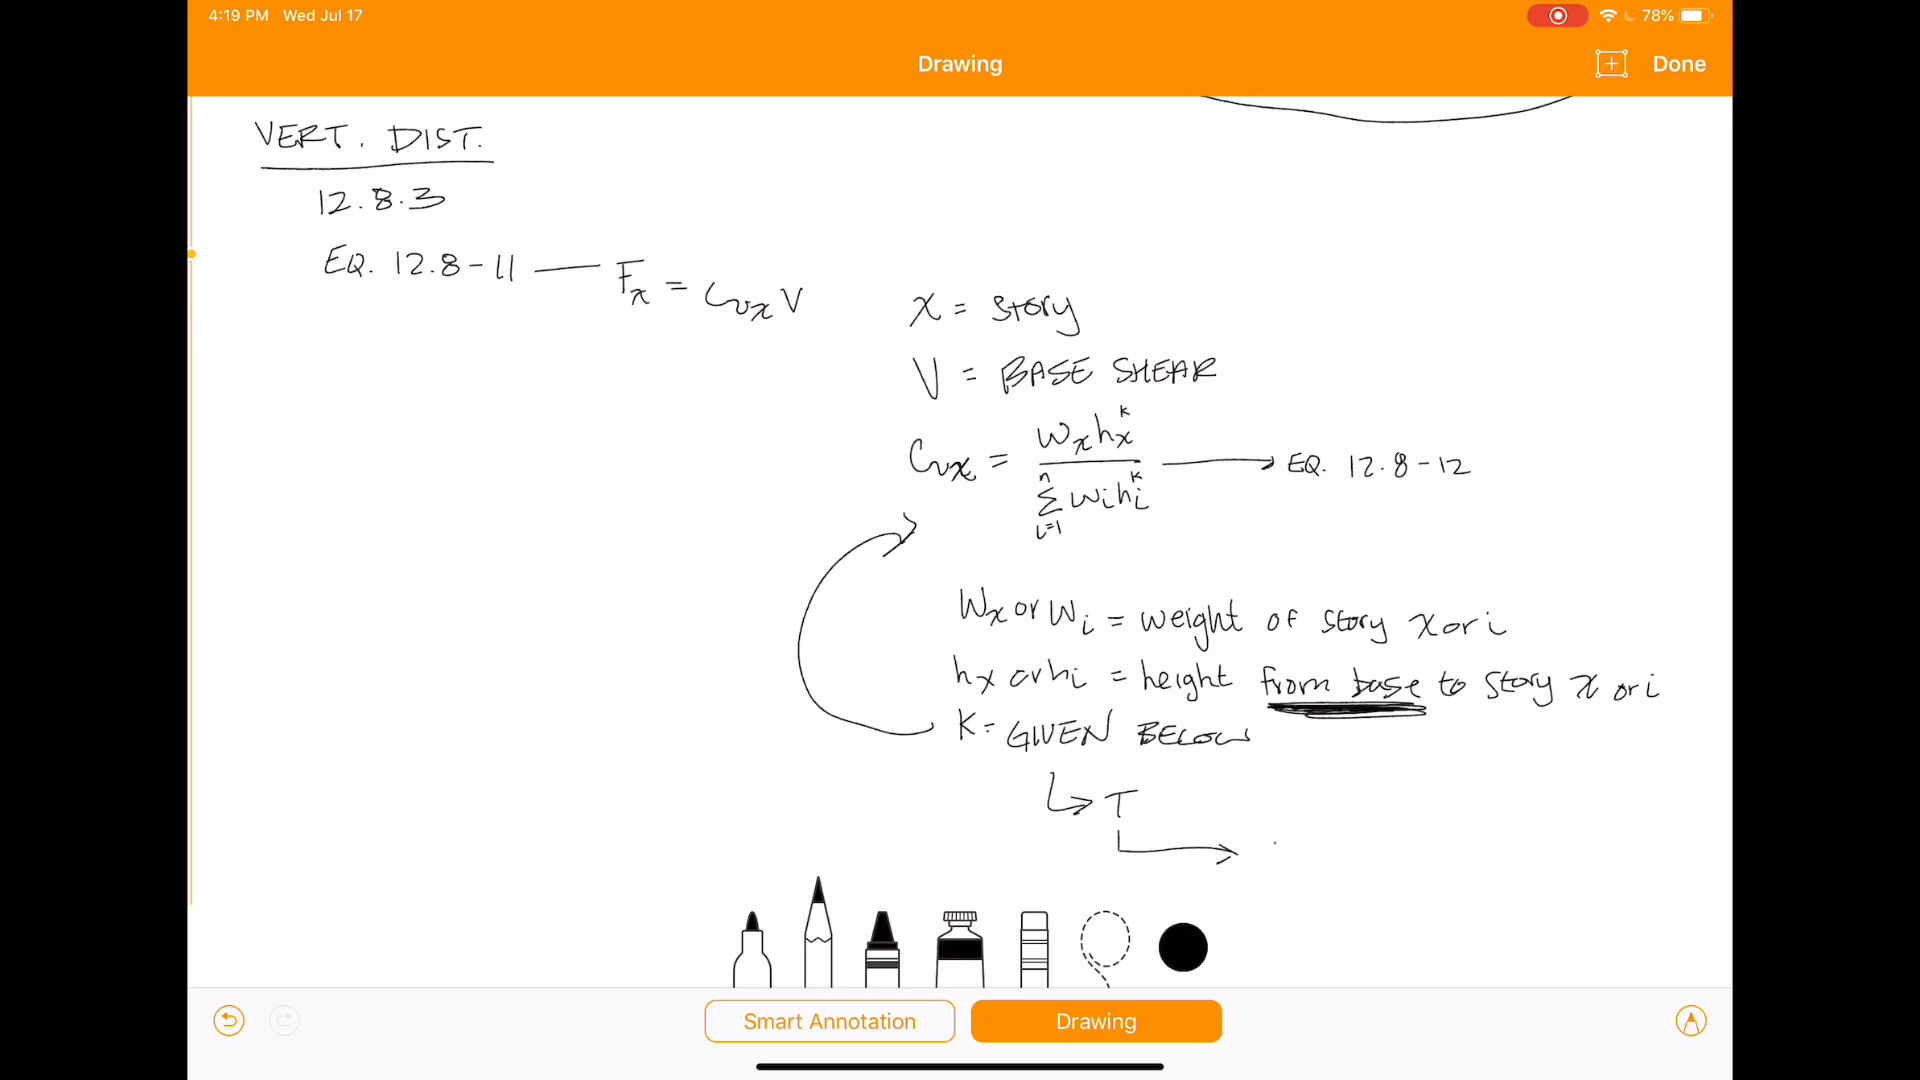 4:19 PM Wed Jul 17
78%
Drawing
Done
VERT. DIST.
12.8.3
EQ. 12.8-11 — Fx = Cvx V
x = story
V = BASE SHEAR
Cvx = wx hx^k / Σ(i=1 to n) wi hi^k → EQ. 12.8-12
Wx or Wi = weight of story x or i
hx or hi = height from base to story x or i
K = GIVEN BELOW
↳ T
Smart Annotation
Drawing